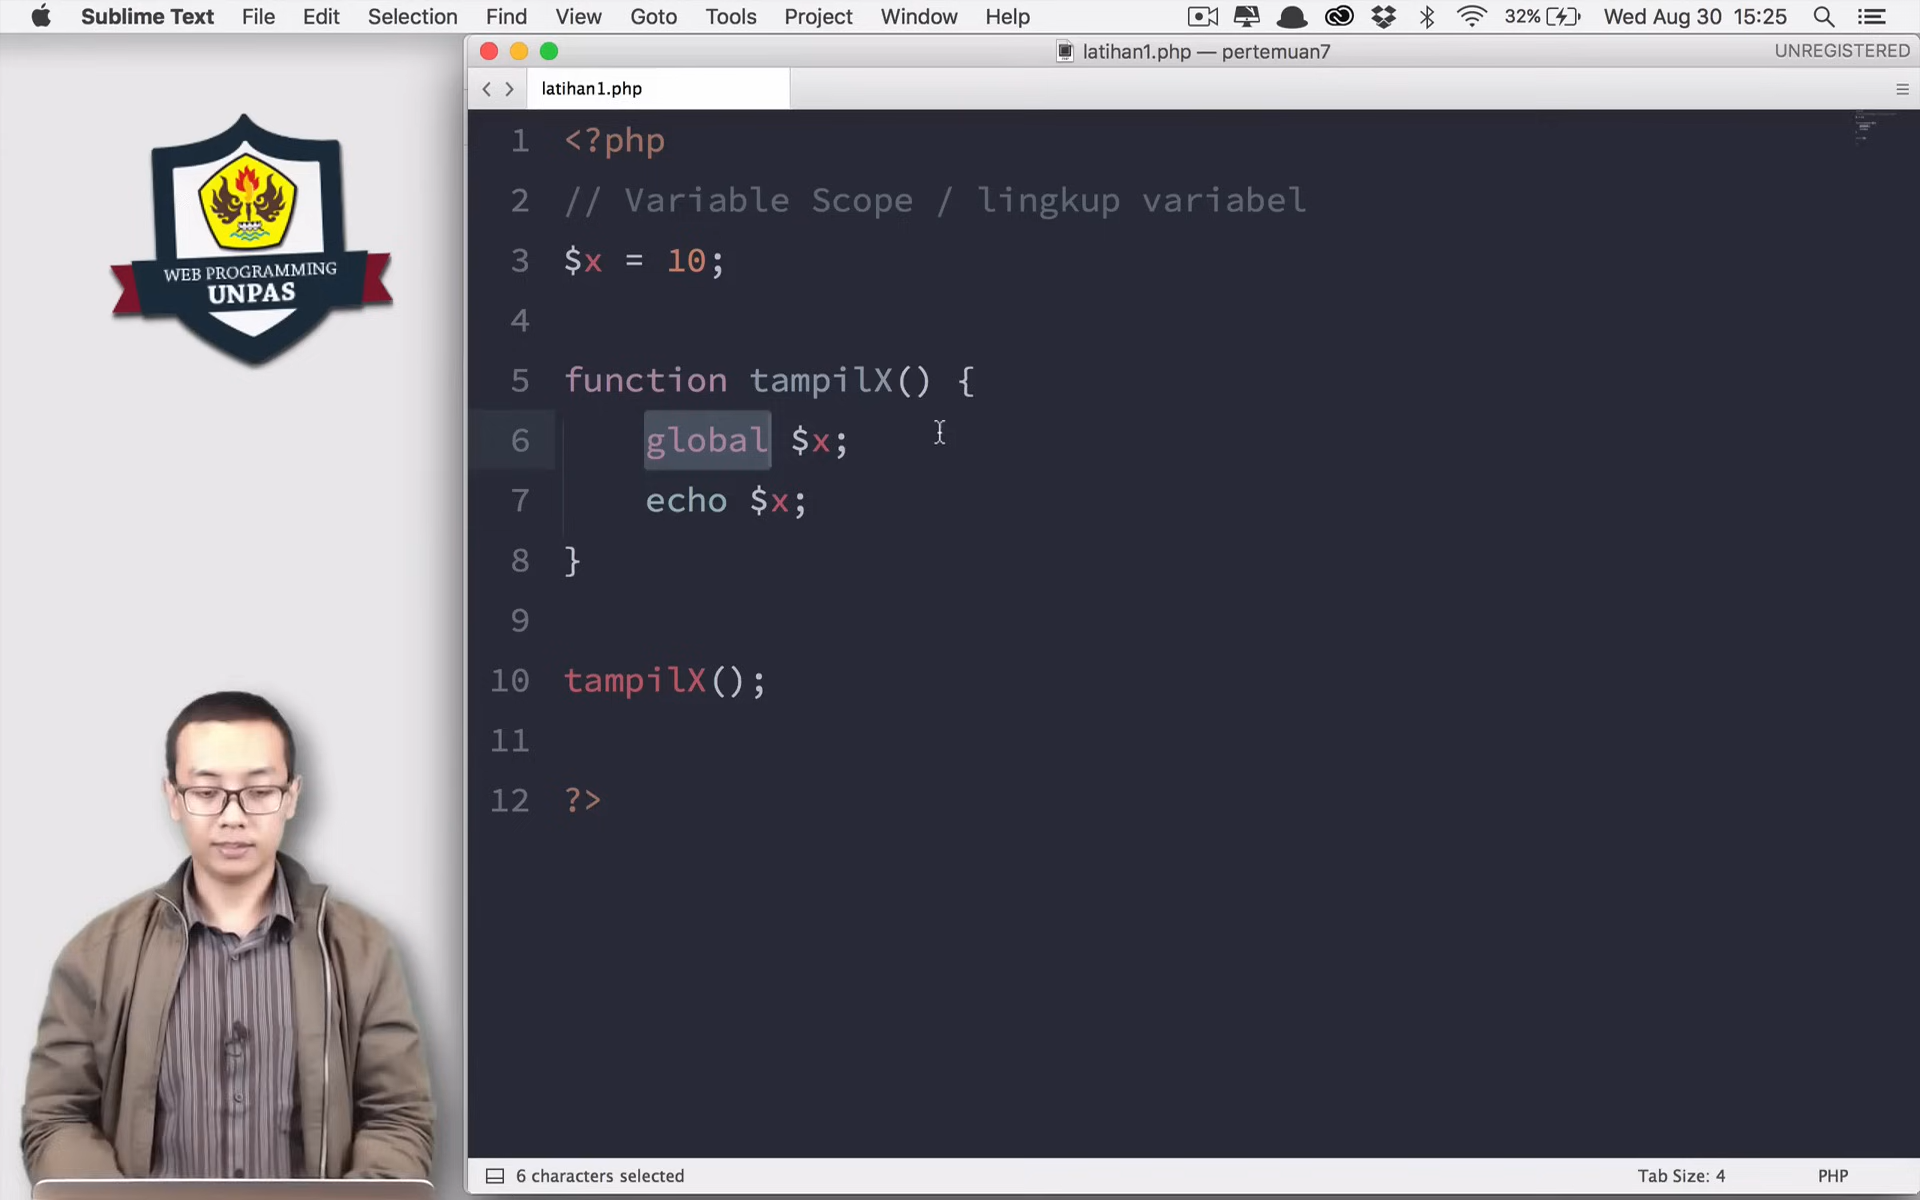 Sublime Text File Edit Selection Find View Goto Tools Project Window Help 32% Wed Aug 30 15:25
latihan1.php — pertemuan7 UNREGISTERED
latihan1.php
1 <?php
2 // Variable Scope / lingkup variabel
3 $x = 10;
4
5 function tampilX() {
6 global $x;
7 echo $x;
8 }
9
10 tampilX();
11
12 ?>
WEB PROGRAMMING
UNPAS
6 characters selected Tab Size: 4 PHP